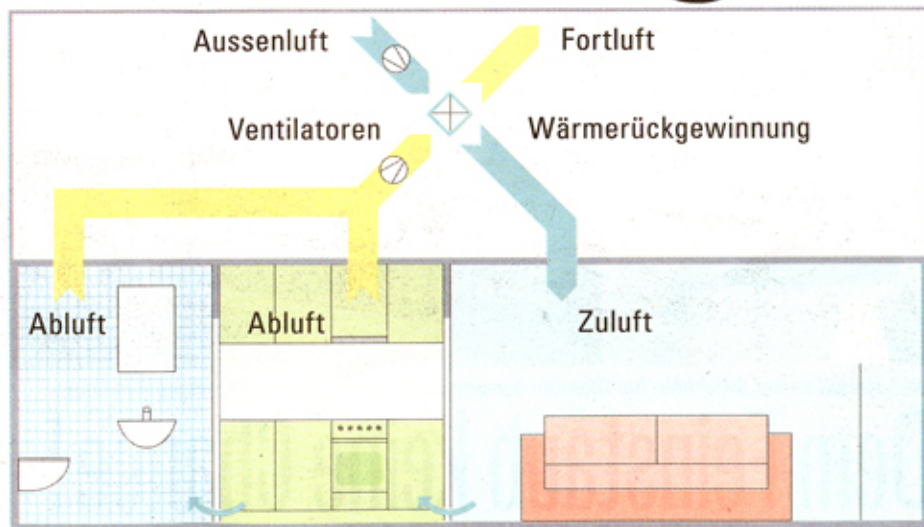 Aussenluft
Fortluft
Ventilatoren
Wärmerückgewinnung
Abluft
Abluft
Zuluft